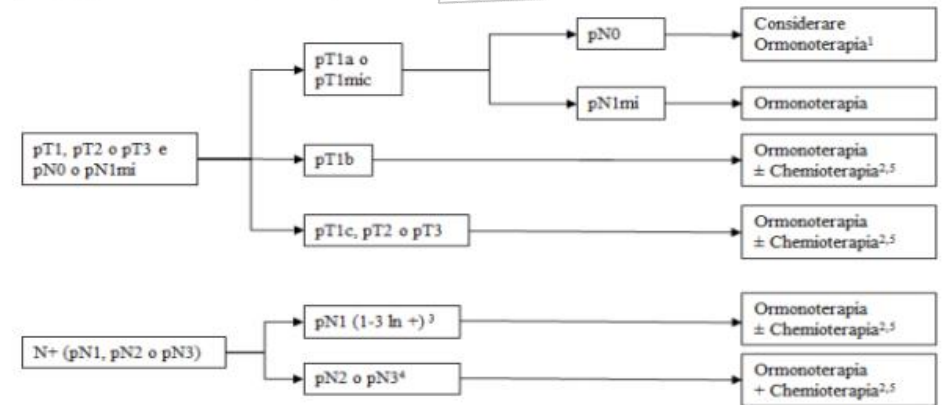 pT1, pT2 o pT3 e
pN0 o pN1mi
pT1a o
pT1mic
pN0
Considerare
Ormonoterapia¹
pN1mi
Ormonoterapia
pT1b
Ormonoterapia
± Chemioterapia²,⁵
pT1c, pT2 o pT3
Ormonoterapia
± Chemioterapia²,⁵
N+ (pN1, pN2 o pN3)
pN1 (1-3 ln +) ³
Ormonoterapia
± Chemioterapia²,⁵
pN2 o pN3⁴
Ormonoterapia
+ Chemioterapia²,⁵